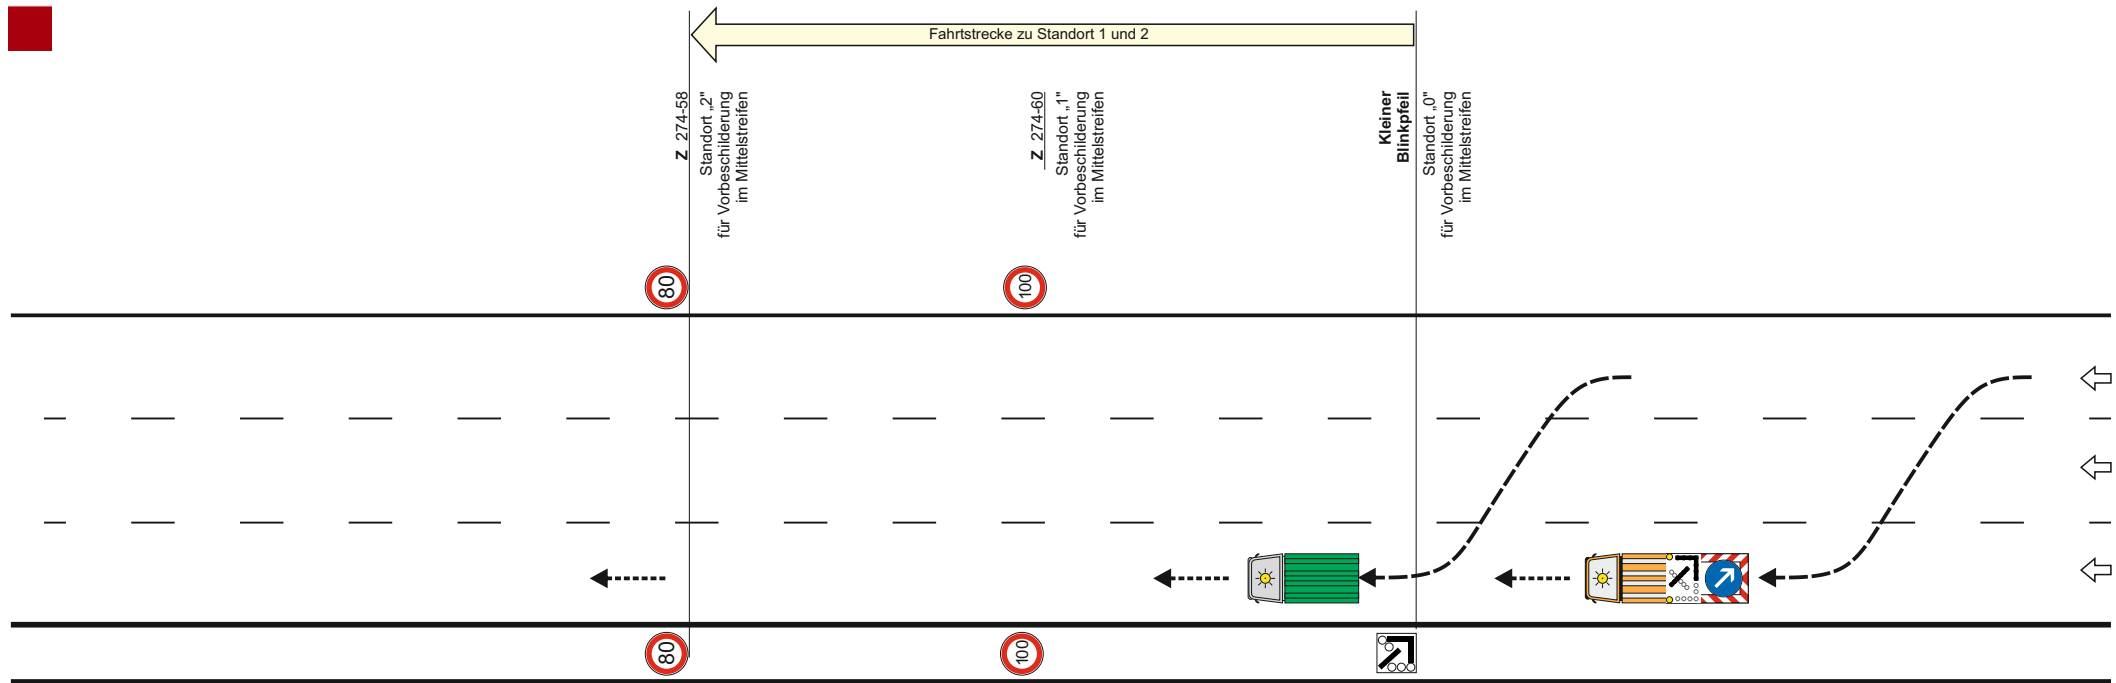 Fahrtstrecke zu Standort 1 und 2
Z 274-58
Standort „2"
für Vorbeschilderung
im Mittelstreifen
Z 274-60
Standort „1"
für Vorbeschilderung
im Mittelstreifen
Kleiner
Blinkpfeil
Standort „0"
für Vorbeschilderung
im Mittelstreifen
80
100
80
100